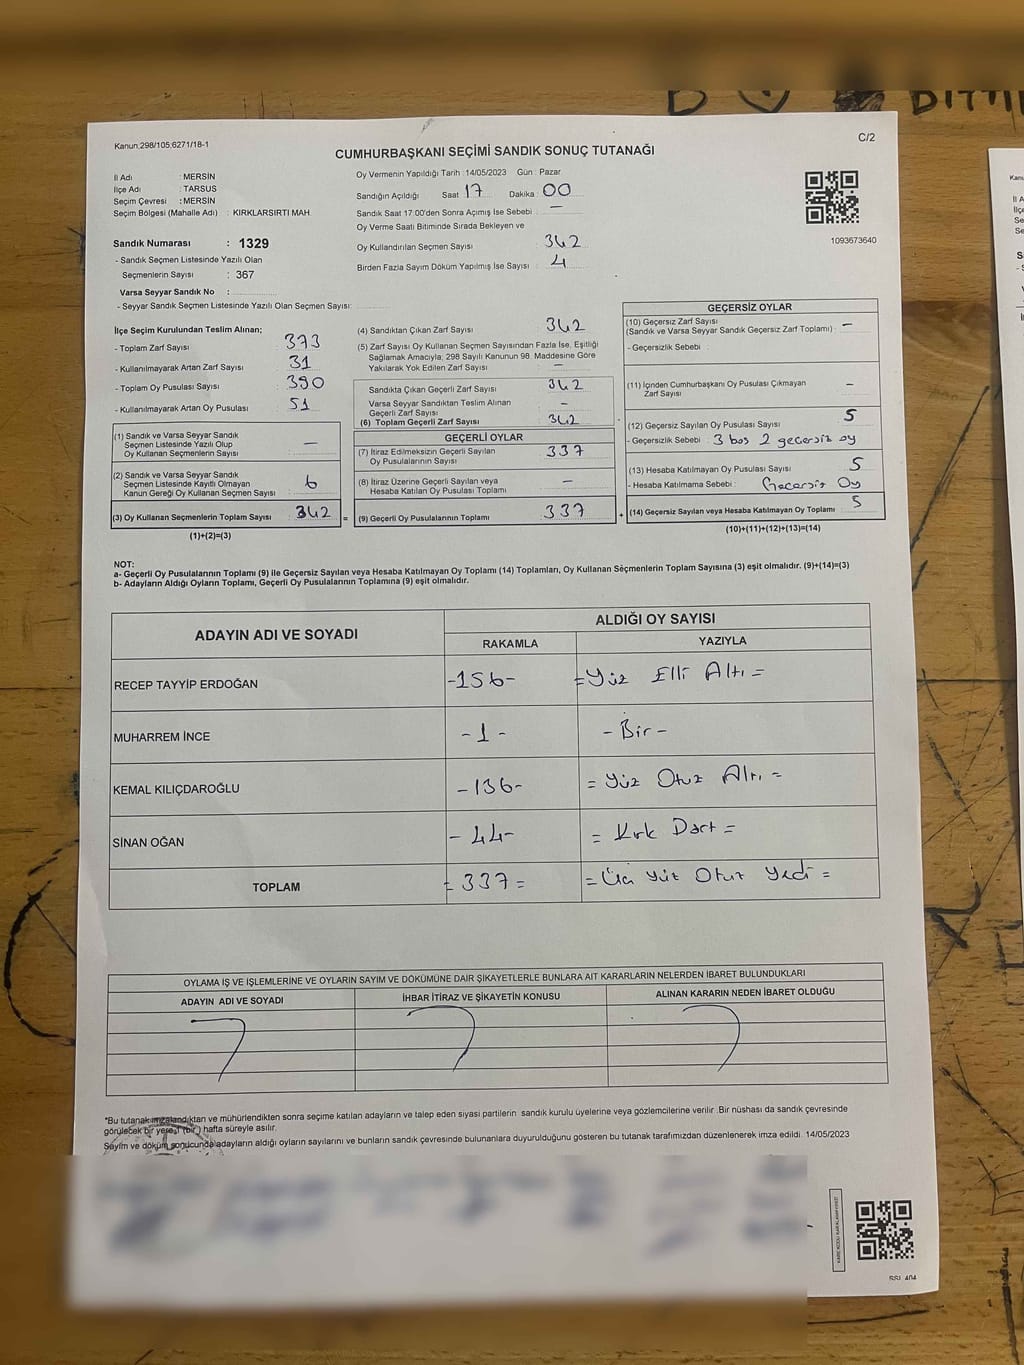 C/2
Kanun;298/105;6271/18-1
CUMHURBAŞKANI SEÇİMİ SANDIK SONUÇ TUTANAĞI
İl Adı : MERSİN
İlçe Adı : TARSUS
Seçim Çevresi : MERSİN
Seçim Bölgesi (Mahalle Adı) : KIRKLARSIRTI MAH.
Sandık Numarası : 1329
- Sandık Seçmen Listesinde Yazılı Olan
Seçmenlerin Sayısı : 367
Varsa Seyyar Sandık No :
- Seyyar Sandık Seçmen Listesinde Yazılı Olan Seçmen Sayısı:
Oy Vermenin Yapıldığı Tarih :14/05/2023 Gün : Pazar
Sandığın Açıldığı Saat 17 Dakika : 00
Sandık Saat 17:00'den Sonra Açımış İse Sebebi : -
Oy Verme Saati Bitiminde Sırada Bekleyen ve
Oy Kullandırılan Seçmen Sayısı : 342
Birden Fazla Sayım Döküm Yapılmış İse Sayısı : 4
1093673640
İlçe Seçim Kurulundan Teslim Alınan;
- Toplam Zarf Sayısı : 373
- Kullanılmayarak Artan Zarf Sayısı : 31
- Toplam Oy Pusulası Sayısı : 390
- Kullanılmayarak Artan Oy Pusulası : 51
(1) Sandık ve Varsa Seyyar Sandık
Seçmen Listesinde Yazılı Olup
Oy Kullanan Seçmenlerin Sayısı : -
(2) Sandık ve Varsa Seyyar Sandık
Seçmen Listesinde Kayıtlı Olmayan
Kanun Gereği Oy Kullanan Seçmen Sayısı : 6
(3) Oy Kullanan Seçmenlerin Toplam Sayısı : 342
(1)+(2)=(3)
(4) Sandıktan Çıkan Zarf Sayısı : 342
(5) Zarf Sayısı Oy Kullanan Seçmen Sayısından Fazla İse, Eşitliği
Sağlamak Amacıyla; 298 Sayılı Kanunun 98. Maddesine Göre
Yakılarak Yok Edilen Zarf Sayısı : -
Sandıkta Çıkan Geçerli Zarf Sayısı : 342
Varsa Seyyar Sandıktan Teslim Alınan
Geçerli Zarf Sayısı : -
(6) Toplam Geçerli Zarf Sayısı : 342
GEÇERLİ OYLAR
(7) İtiraz Edilmeksizin Geçerli Sayılan
Oy Pusulalarının Sayısı : 337
(8) İtiraz Üzerine Geçerli Sayılan veya
Hesaba Katılan Oy Pusulaları Toplamı : -
(9) Geçerli Oy Pusulalarının Toplamı : 337
GEÇERSİZ OYLAR
(10) Geçersiz Zarf Sayısı
(Sandık ve Varsa Seyyar Sandık Geçersiz Zarf Toplamı) : -
- Geçersizlik Sebebi :
(11) İçinden Cumhurbaşkanı Oy Pusulası Çıkmayan
Zarf Sayısı : -
(12) Geçersiz Sayılan Oy Pusulası Sayısı : 5
- Geçersizlik Sebebi : 3 boş 2 geçersiz oy
(13) Hesaba Katılmayan Oy Pusulası Sayısı : 5
- Hesaba Katılmama Sebebi : Geçersiz Oy
(14) Geçersiz Sayılan veya Hesaba Katılmayan Oy Toplamı : 5
(10)+(11)+(12)+(13)=(14)
NOT:
a- Geçerli Oy Pusulalarının Toplamı (9) ile Geçersiz Sayılan veya Hesaba Katılmayan Oy Toplamı (14) Toplamları, Oy Kullanan Seçmenlerin Toplam Sayısına (3) eşit olmalıdır. (9)+(14)=(3)
b- Adayların Aldığı Oyların Toplamı, Geçerli Oy Pusulalarının Toplamına (9) eşit olmalıdır.
ADAYIN ADI VE SOYADI
ALDIĞI OY SAYISI
RAKAMLA YAZIYLA
RECEP TAYYİP ERDOĞAN -156- =Yüz Elli Altı =
MUHARREM İNCE -1- -Bir-
KEMAL KILIÇDAROĞLU -136- = Yüz Otuz Altı =
SİNAN OĞAN -44- = Kırk Dört =
TOPLAM = 337 = = Üç Yüz Otuz Yedi =
OYLAMA İŞ VE İŞLEMLERİNE VE OYLARIN SAYIM VE DÖKÜMÜNE DAİR ŞİKAYETLERLE BUNLARA AİT KARARLARIN NELERDEN İBARET BULUNDUKLARI
ADAYIN ADI VE SOYADI İHBAR İTİRAZ VE ŞİKAYETİN KONUSU ALINAN KARARIN NEDEN İBARET OLDUĞU
*Bu tutanak imzalandıktan ve mühürlendikten sonra seçime katılan adayların ve talep eden siyasi partilerin sandık kurulu üyelerine veya gözlemcilerine verilir .Bir nüshası da sandık çevresinde
görülecek bir yere 1 (bir) hafta süreyle asılır.
Sayım ve döküm sonucunda adayların aldığı oyların sayılarını ve bunların sandık çevresinde bulunanlara duyurulduğunu gösteren bu tutanak tarafımızdan düzenlenerek imza edildi. 14/05/2023